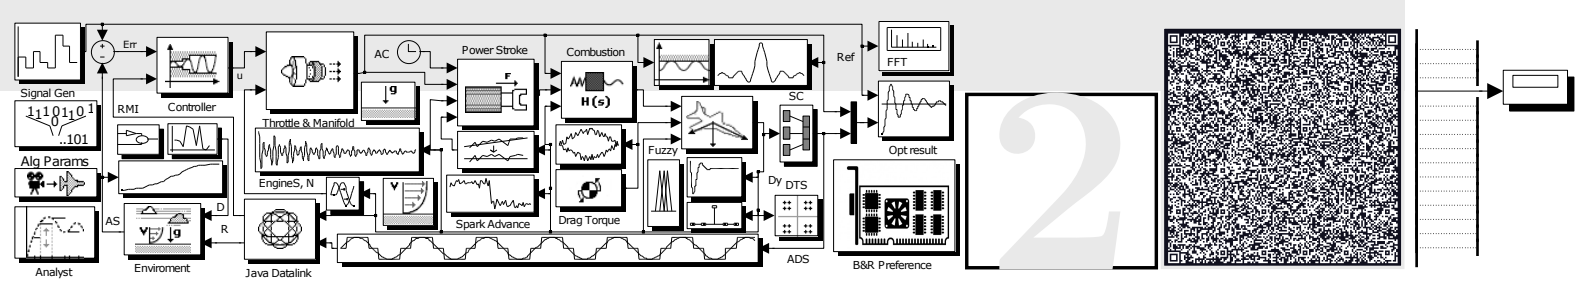 Signal Gen
1 1 1 0 1 1 0 1
0
..101
Alg Params
Analyst
+
-
Err
RMI
Controller
u
AS
D
R
Enviroment
V
g
Throttle & Manifold
EngineS, N
Java Datalink
AC
g
V
Power Stroke
F
Spark Advance
Combustion
H(s)
Drag Torque
Fuzzy
SC
Dy
DTS
ADS
Ref
FFT
Opt result
B&R Preference
2